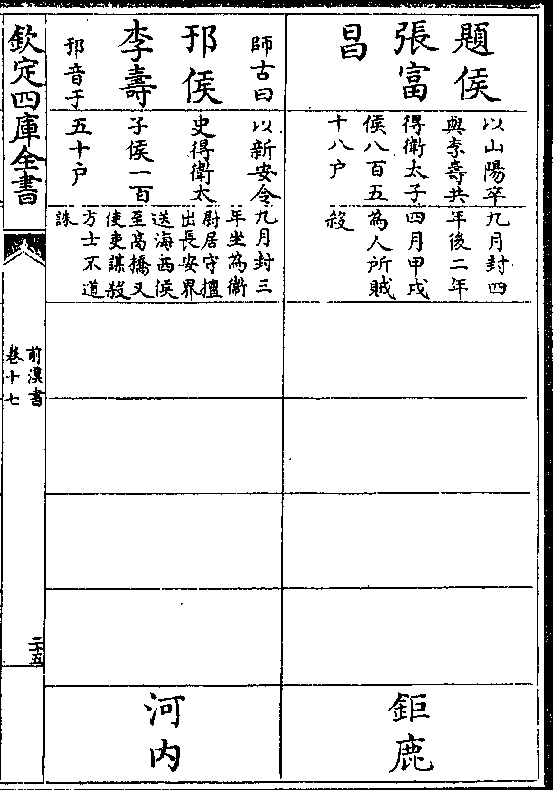 題侯
張富
昌
以山陽卒
與李壽共
得衛太子
侯八百五
十八户
九月封四
年後二年
四月甲戌
為人所賊
殺
鉅鹿
邘侯
李壽
師古曰
邘音于
以新安令
史得衛太
子侯一百
五十户
九月封三
年坐為衛
尉居守擅
出長安界
送海西侯
至高橋又
使吏謀殺
方士不道
誅
河内
欽定四庫全書
前漢書
卷十七
二十五